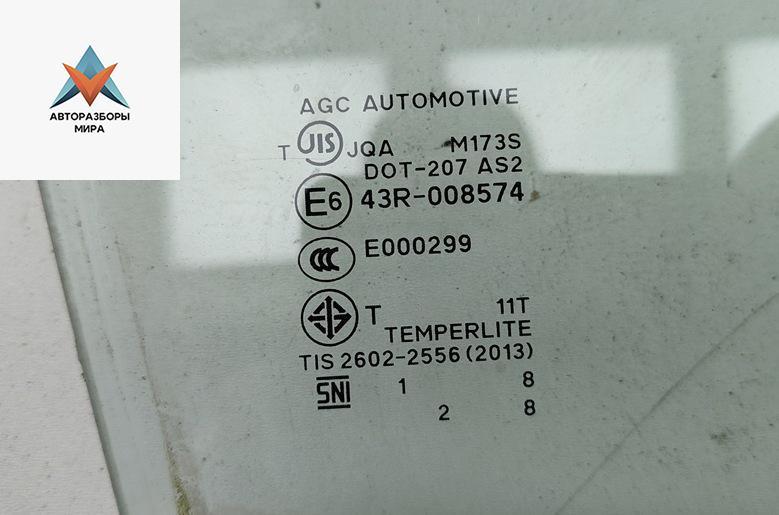 АВТОРАЗБОРЫ
МИРА
AGC AUTOMOTIVE
T JIS JQA M173S
DOT-207 AS2
E6 43R-008574
CCC E000299
T 11T
TEMPERLITE
TIS 2602-2556 (2013)
SNI 1 8
2 8